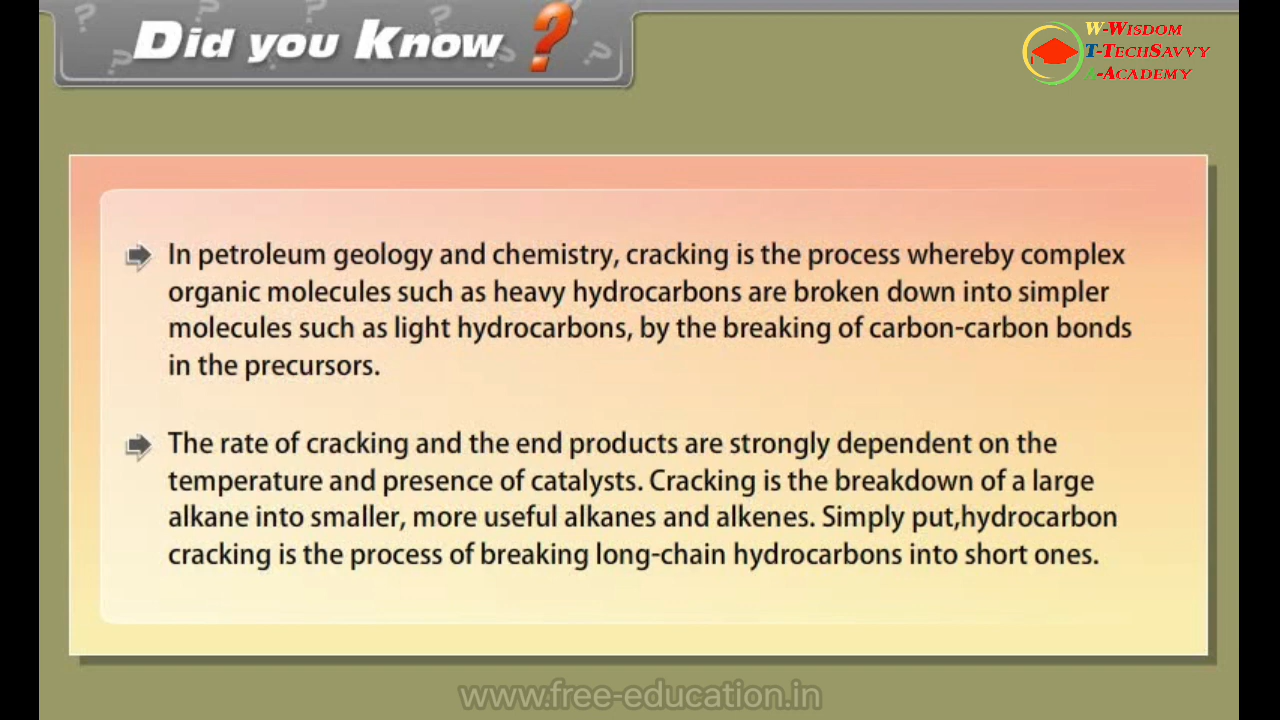 Did you Know ?
W-Wisdom
T-TechSavvy
A-Academy
In petroleum geology and chemistry, cracking is the process whereby complex
organic molecules such as heavy hydrocarbons are broken down into simpler
molecules such as light hydrocarbons, by the breaking of carbon-carbon bonds
in the precursors.
The rate of cracking and the end products are strongly dependent on the
temperature and presence of catalysts. Cracking is the breakdown of a large
alkane into smaller, more useful alkanes and alkenes. Simply put,hydrocarbon
cracking is the process of breaking long-chain hydrocarbons into short ones.
www.free-education.in